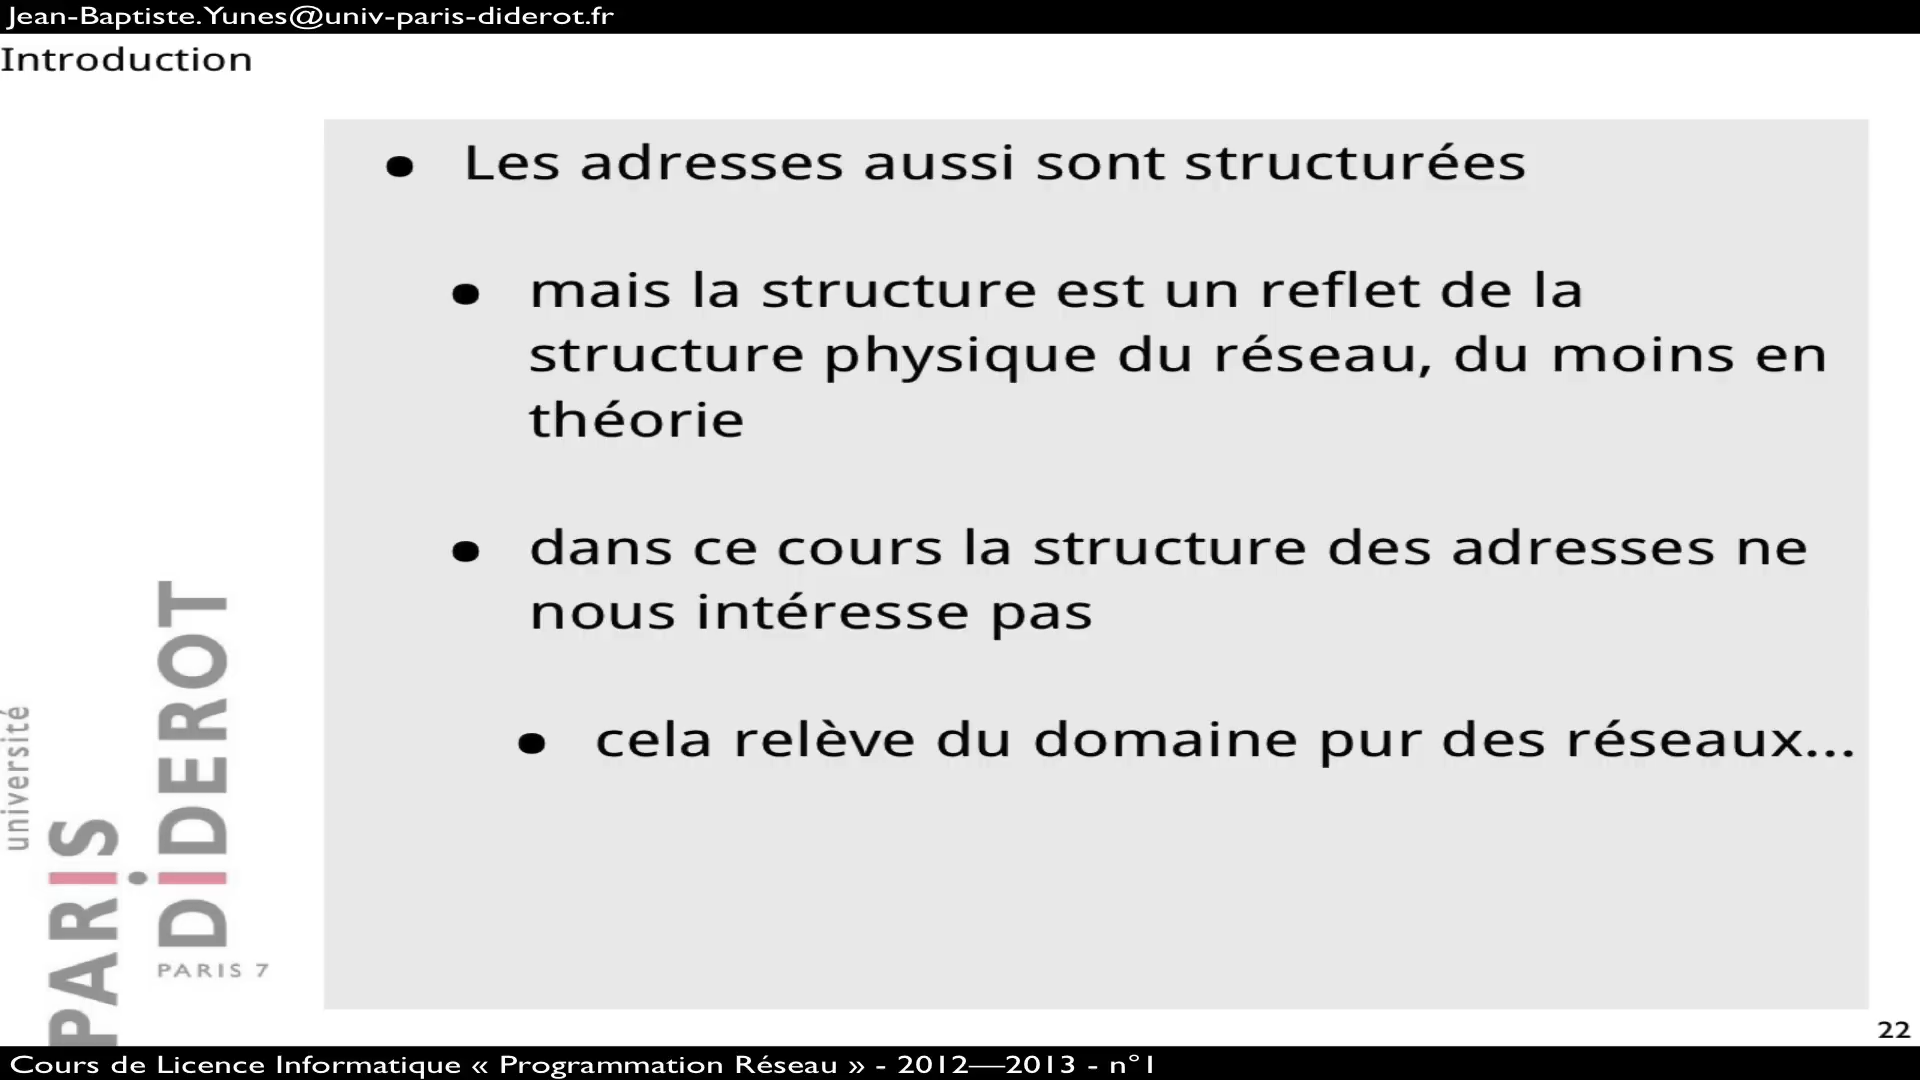 Jean-Baptiste.Yunes@univ-paris-diderot.fr
Introduction
• Les adresses aussi sont structurées
• mais la structure est un reflet de la
structure physique du réseau, du moins en
théorie
• dans ce cours la structure des adresses ne
nous intéresse pas
• cela relève du domaine pur des réseaux...
université
PARIS
DIDEROT
PARIS 7
22
Cours de Licence Informatique « Programmation Réseau » - 2012—2013 - n°1